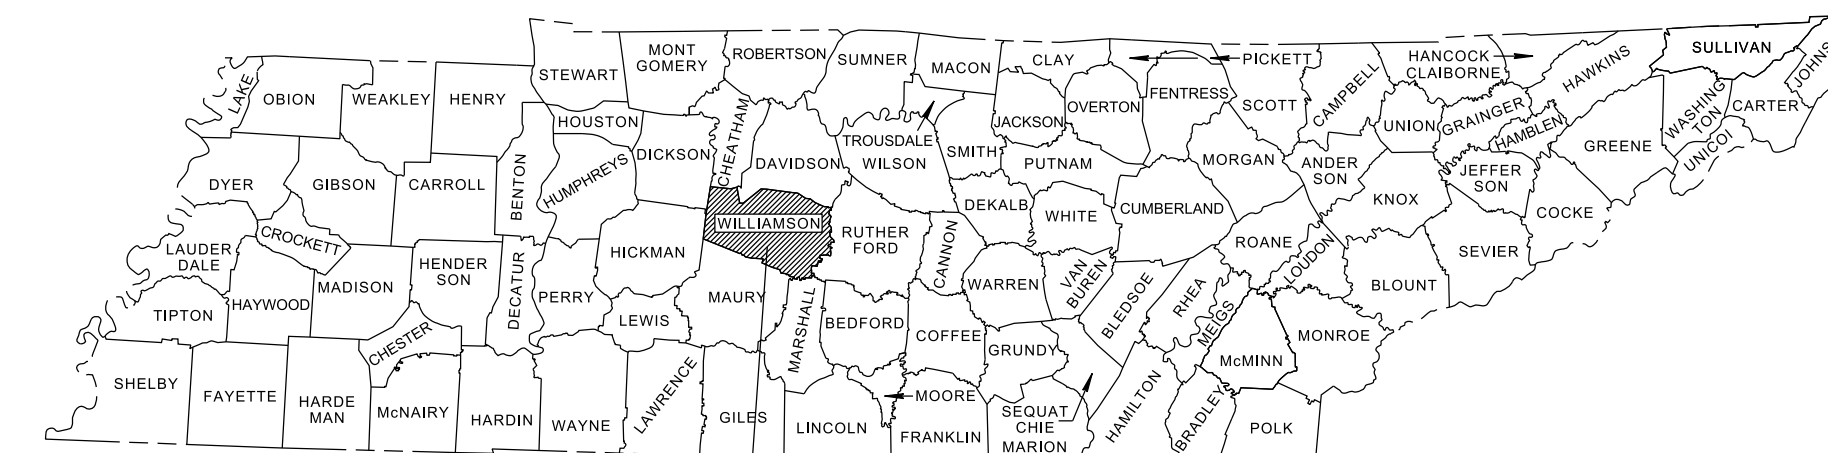 LAKE
OBION
WEAKLEY
HENRY
STEWART
MONT
GOMERY
ROBERTSON
SUMNER
MACON
CLAY
PICKETT
HANCOCK
CLAIBORNE
HAWKINS
SULLIVAN
JOHNS
HOUSTON
DICKSON
CHEATHAM
DAVIDSON
TROUSDALE
WILSON
SMITH
JACKSON
OVERTON
FENTRESS
SCOTT
CAMPBELL
UNION
GRAINGER
HAMBLEN
GREENE
WASHING
TON
CARTER
UNICOI
DYER
GIBSON
CARROLL
BENTON
HUMPHREYS
PUTNAM
MORGAN
ANDER
SON
KNOX
JEFFER
SON
COCKE
LAUDER
DALE
CROCKETT
HENDER
SON
DECATUR
HICKMAN
WILLIAMSON
RUTHER
FORD
CANNON
DEKALB
WHITE
CUMBERLAND
ROANE
LOUDON
SEVIER
BLOUNT
TIPTON
HAYWOOD
MADISON
CHESTER
PERRY
LEWIS
MAURY
MARSHALL
BEDFORD
COFFEE
WARREN
VAN
BUREN
BLEDSOE
RHEA
MEIGS
MONROE
SHELBY
FAYETTE
HARDE
MAN
McNAIRY
HARDIN
WAYNE
LAWRENCE
GILES
LINCOLN
MOORE
FRANKLIN
GRUNDY
SEQUAT
CHIE
MARION
HAMILTON
BRADLEY
McMINN
POLK